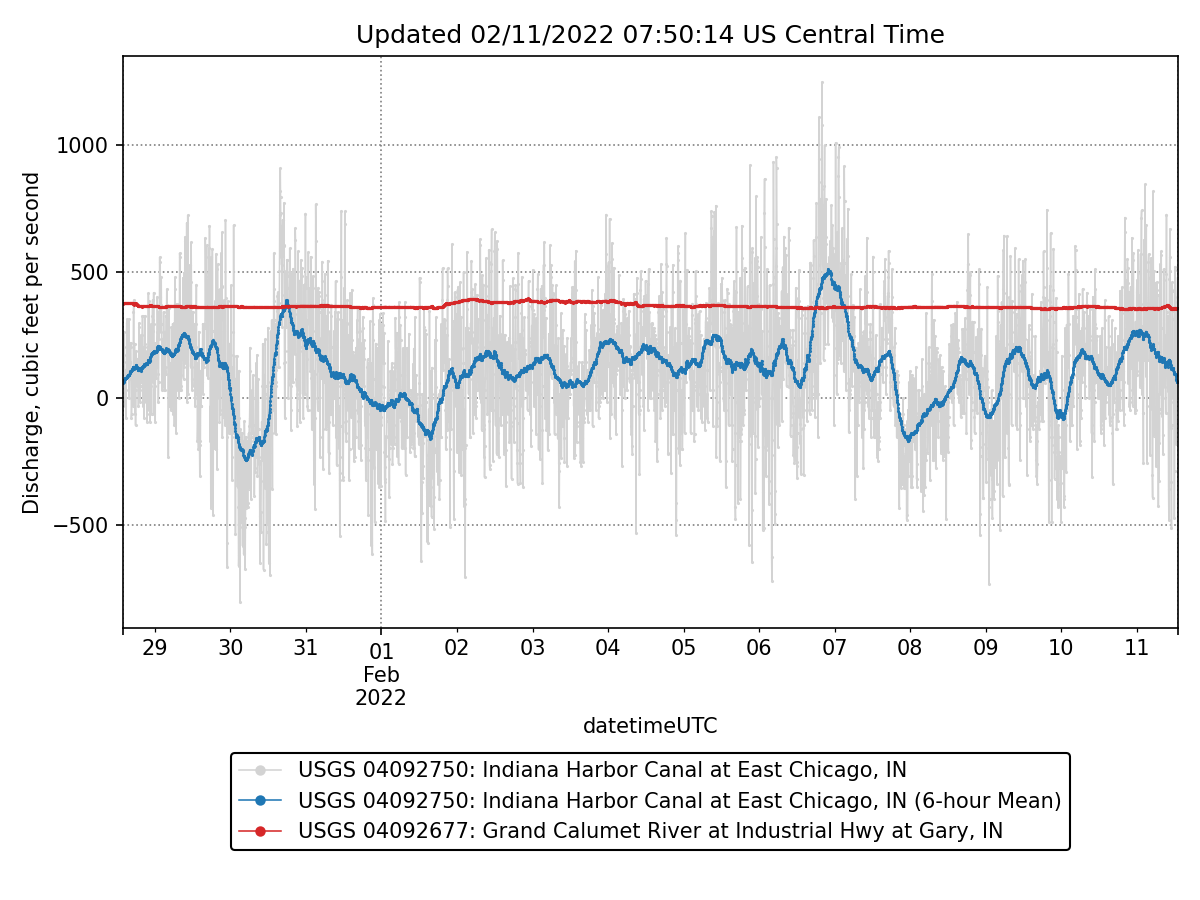 Updated 02/11/2022 07:50:14 US Central Time
Discharge, cubic feet per second
1000
500
0
−500
29 30 31 01 02 03 04 05 06 07 08 09 10 11
Feb
2022
datetimeUTC
USGS 04092750: Indiana Harbor Canal at East Chicago, IN
USGS 04092750: Indiana Harbor Canal at East Chicago, IN (6-hour Mean)
USGS 04092677: Grand Calumet River at Industrial Hwy at Gary, IN